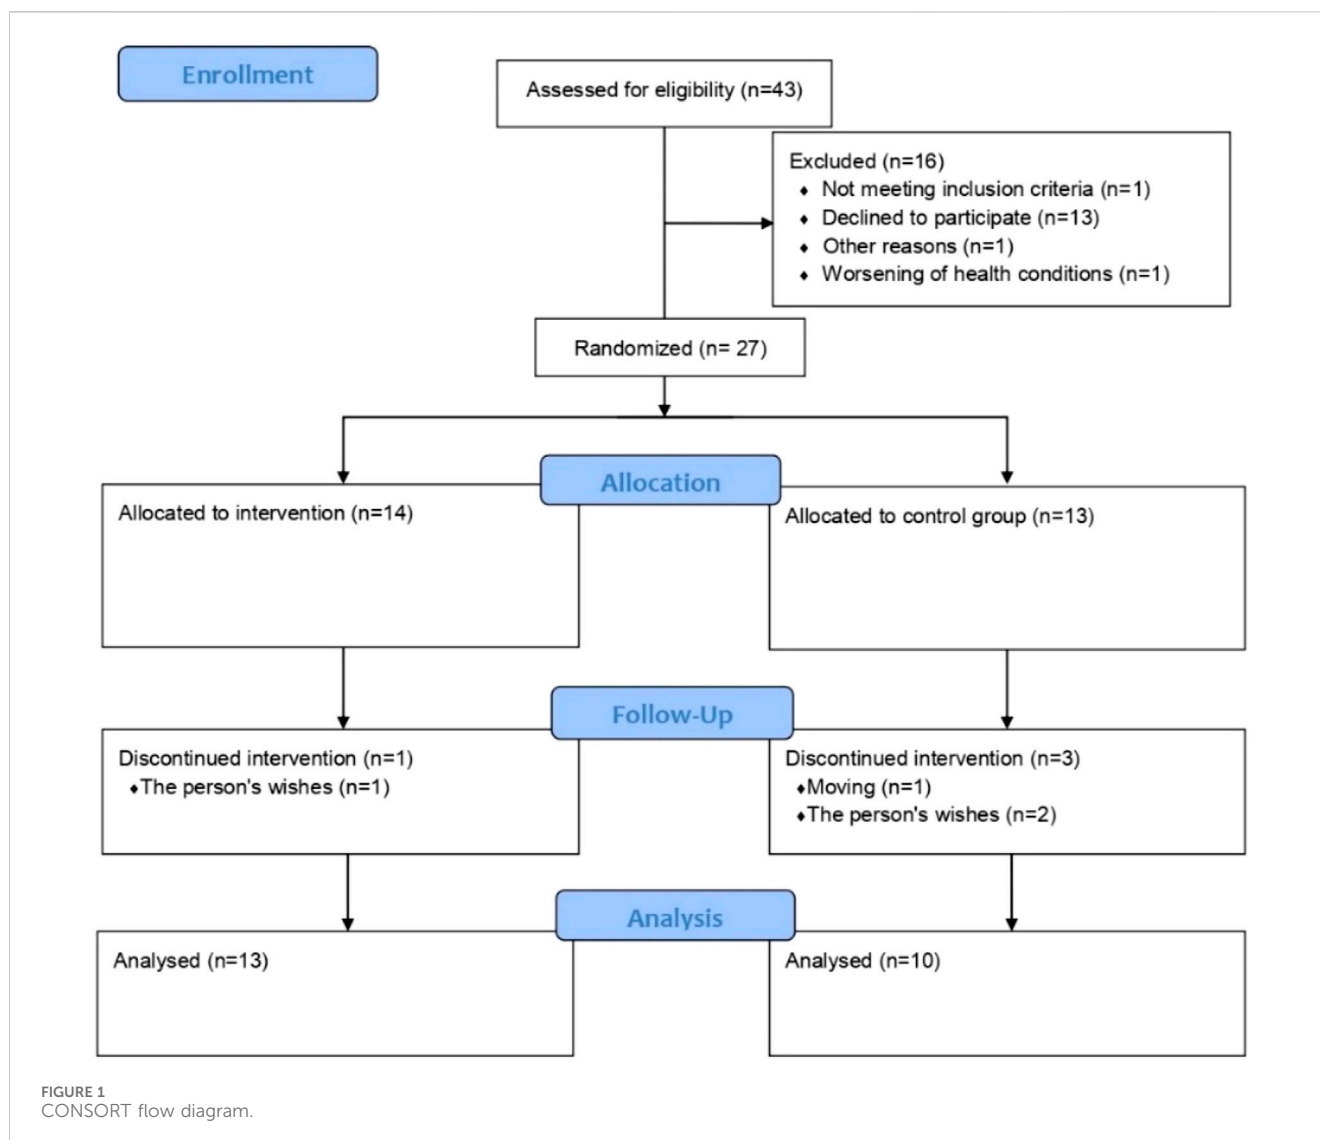 Enrollment
Assessed for eligibility (n=43)
Excluded (n=16)
♦ Not meeting inclusion criteria (n=1)
♦ Declined to participate (n=13)
♦ Other reasons (n=1)
♦ Worsening of health conditions (n=1)
Randomized (n= 27)
Allocation
Allocated to intervention (n=14)
Allocated to control group (n=13)
Follow-Up
Discontinued intervention (n=1)
♦The person's wishes (n=1)
Discontinued intervention (n=3)
♦Moving (n=1)
♦The person's wishes (n=2)
Analysis
Analysed (n=13)
Analysed (n=10)
FIGURE 1
CONSORT flow diagram.